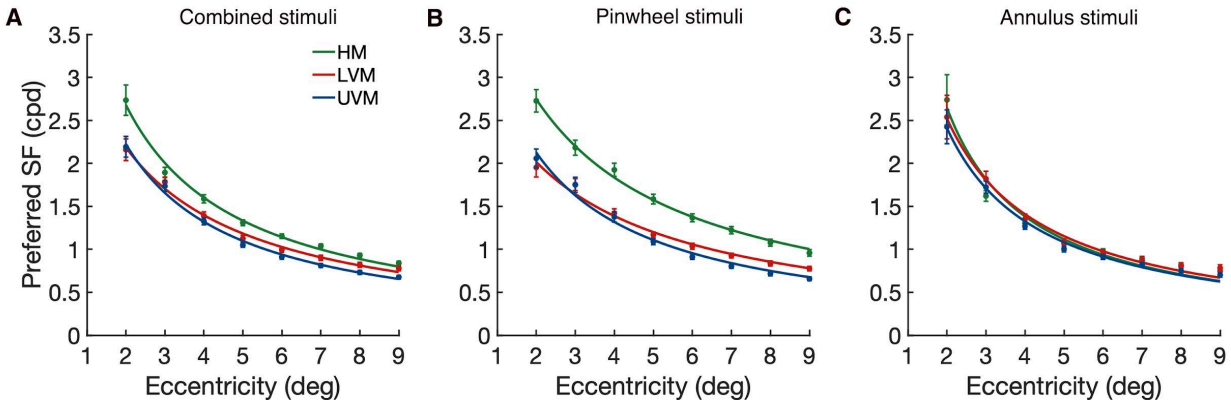 A Combined stimuli
3.5
3
2.5
2
1.5
1
0.5
0
Preferred SF (cpd)
HM
LVM
UVM
1 2 3 4 5 6 7 8 9
Eccentricity (deg)
B Pinwheel stimuli
3.5
3
2.5
2
1.5
1
0.5
0
1 2 3 4 5 6 7 8 9
Eccentricity (deg)
C Annulus stimuli
3.5
3
2.5
2
1.5
1
0.5
0
1 2 3 4 5 6 7 8 9
Eccentricity (deg)